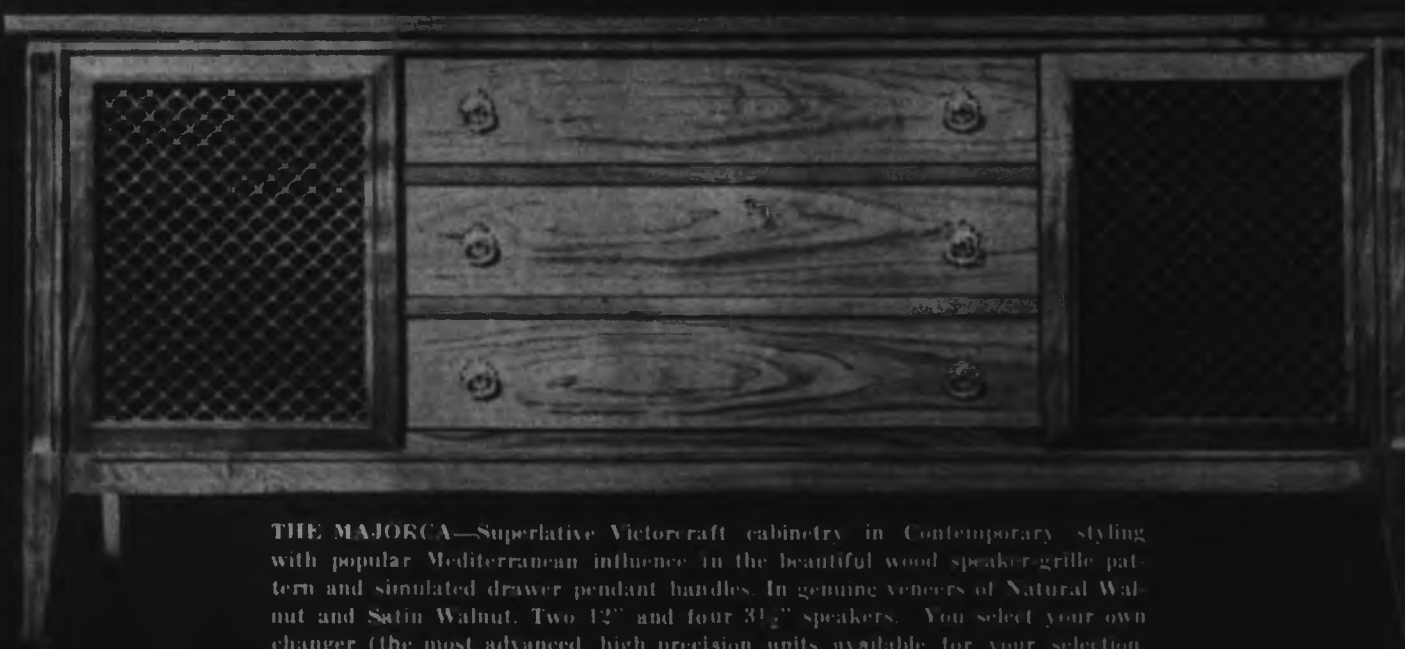 THE MAJORCA—Superlative Victorcraft cabinetry in Contemporary styling
with popular Mediterranean influence in the beautiful wood speaker-grille pat-
tern and simulated drawer pendant handles. In genuine veneers of Natural Wal-
nut and Satin Walnut. Two 12" and four 3½" speakers. You select your own
changer (the most advanced, high precision units available for your selection,